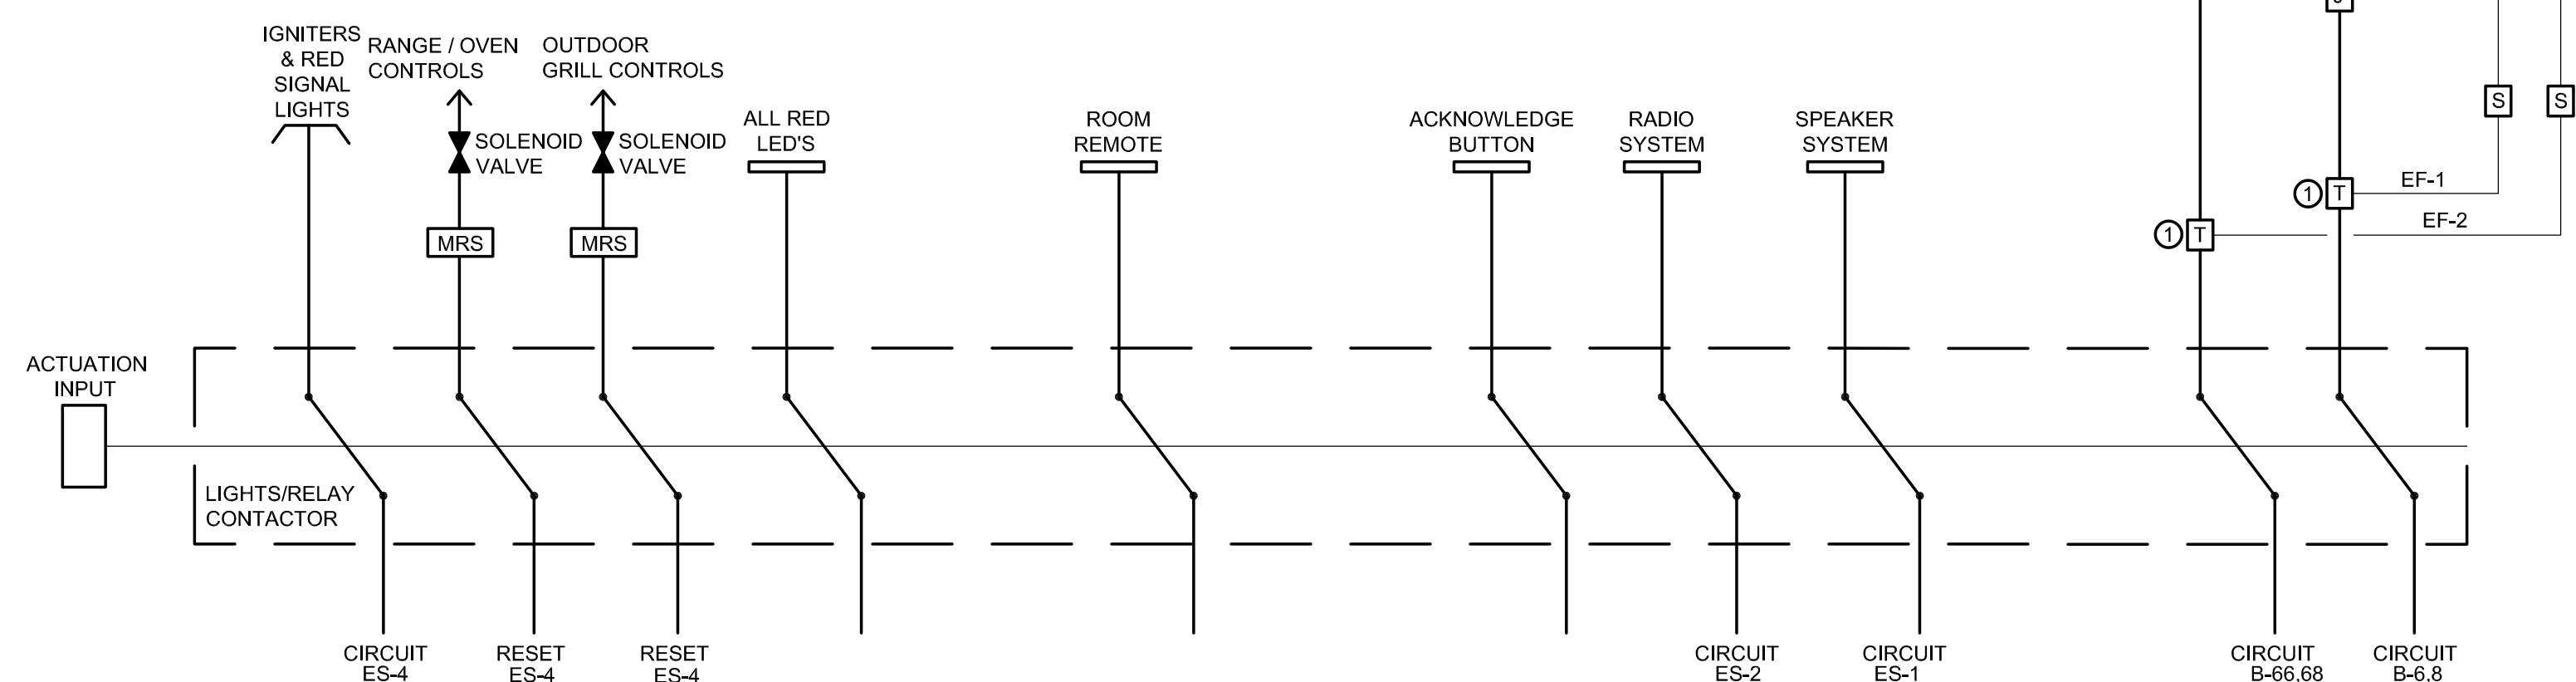 IGNITERS
& RED
SIGNAL
LIGHTS
RANGE / OVEN
CONTROLS
OUTDOOR
GRILL CONTROLS
SOLENOID
VALVE
SOLENOID
VALVE
ALL RED
LED'S
ROOM
REMOTE
ACKNOWLEDGE
BUTTON
RADIO
SYSTEM
SPEAKER
SYSTEM
S
S
1
T
EF-1
1
T
EF-2
MRS
MRS
ACTUATION
INPUT
LIGHTS/RELAY
CONTACTOR
CIRCUIT
ES-4
RESET
ES-4
RESET
ES-4
CIRCUIT
ES-2
CIRCUIT
ES-1
CIRCUIT
B-66,68
CIRCUIT
B-6,8